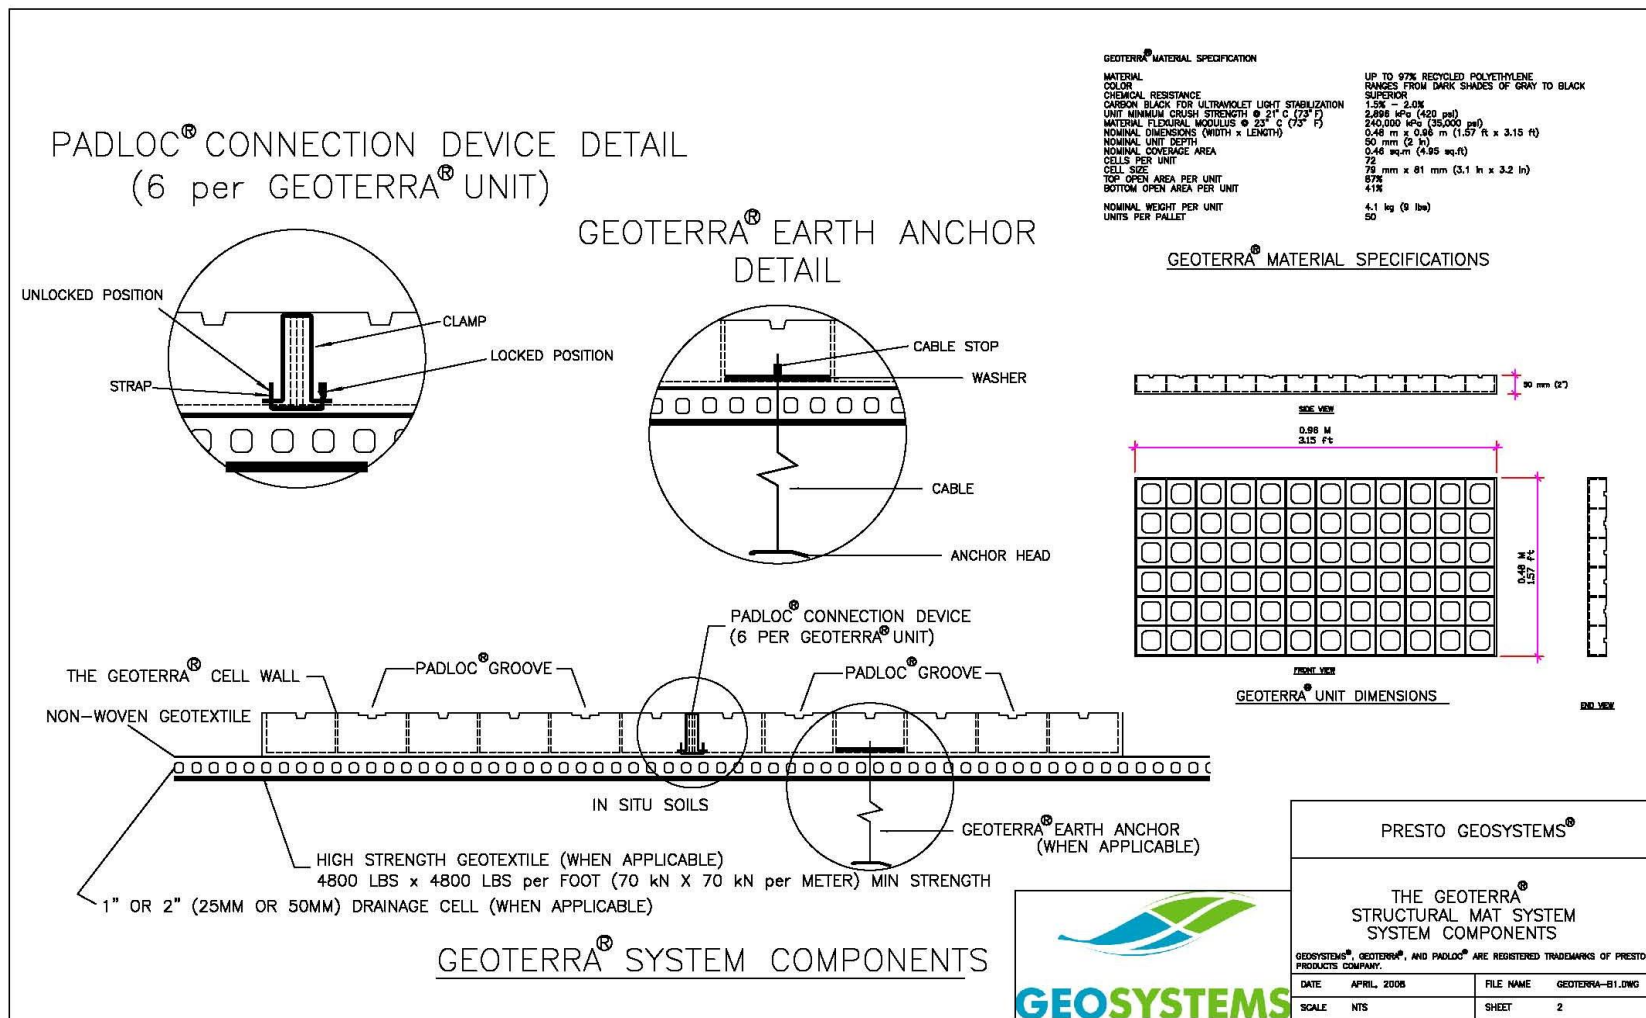 PADLOC® CONNECTION DEVICE DETAIL
(6 per GEOTERRA® UNIT)
UNLOCKED POSITION
CLAMP
LOCKED POSITION
STRAP
GEOTERRA® EARTH ANCHOR
DETAIL
CABLE STOP
WASHER
CABLE
ANCHOR HEAD
GEOTERRA® MATERIAL SPECIFICATION
MATERIAL UP TO 97% RECYCLED POLYETHYLENE
COLOR RANGES FROM DARK SHADES OF GRAY TO BLACK
CHEMICAL RESISTANCE SUPERIOR
CARBON BLACK FOR ULTRAVIOLET LIGHT STABILIZATION 1.5% - 2.0%
UNIT MINIMUM CRUSH STRENGTH @ 21° C (73° F) 2,896 kPa (420 psi)
MATERIAL FLEXURAL MODULUS @ 23° C (73° F) 240,000 kPa (35,000 psi)
NOMINAL DIMENSIONS (WIDTH x LENGTH) 0.48 m x 0.96 m (1.57 ft x 3.15 ft)
NOMINAL UNIT DEPTH 50 mm (2 in)
NOMINAL COVERAGE AREA 0.46 sq.m (4.95 sq.ft)
CELLS PER UNIT 72
CELL SIZE 79 mm x 81 mm (3.1 in x 3.2 in)
TOP OPEN AREA PER UNIT 87%
BOTTOM OPEN AREA PER UNIT 41%
NOMINAL WEIGHT PER UNIT 4.1 kg (9 lbs)
UNITS PER PALLET 50
GEOTERRA® MATERIAL SPECIFICATIONS
50 mm (2")
SIDE VIEW
0.96 M
3.15 ft
0.48 M
1.57 ft
FRONT VIEW
END VIEW
GEOTERRA® UNIT DIMENSIONS
PADLOC® CONNECTION DEVICE
(6 PER GEOTERRA® UNIT)
THE GEOTERRA® CELL WALL
PADLOC® GROOVE
PADLOC® GROOVE
NON-WOVEN GEOTEXTILE
IN SITU SOILS
GEOTERRA® EARTH ANCHOR
(WHEN APPLICABLE)
HIGH STRENGTH GEOTEXTILE (WHEN APPLICABLE)
4800 LBS x 4800 LBS per FOOT (70 kN X 70 kN per METER) MIN STRENGTH
1" OR 2" (25MM OR 50MM) DRAINAGE CELL (WHEN APPLICABLE)
GEOTERRA® SYSTEM COMPONENTS
GEOSYSTEMS
PRESTO GEOSYSTEMS®
THE GEOTERRA®
STRUCTURAL MAT SYSTEM
SYSTEM COMPONENTS
GEOSYSTEMS®, GEOTERRA®, AND PADLOC® ARE REGISTERED TRADEMARKS OF PRESTO
PRODUCTS COMPANY.
DATE APRIL, 2008 FILE NAME GEOTERRA-B1.DWG
SCALE NTS SHEET 2